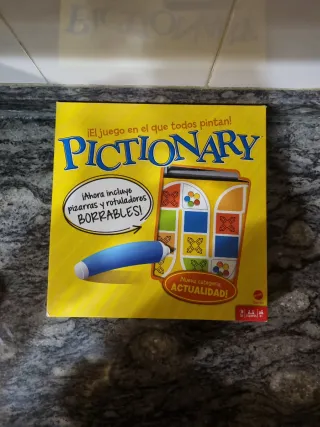 ¡El juego en el que todos pintan!
PICTIONARY
¡Ahora incluye
pizarras y rotuladores
BORRABLES!
¡Nueva categoría
ACTUALIDAD!